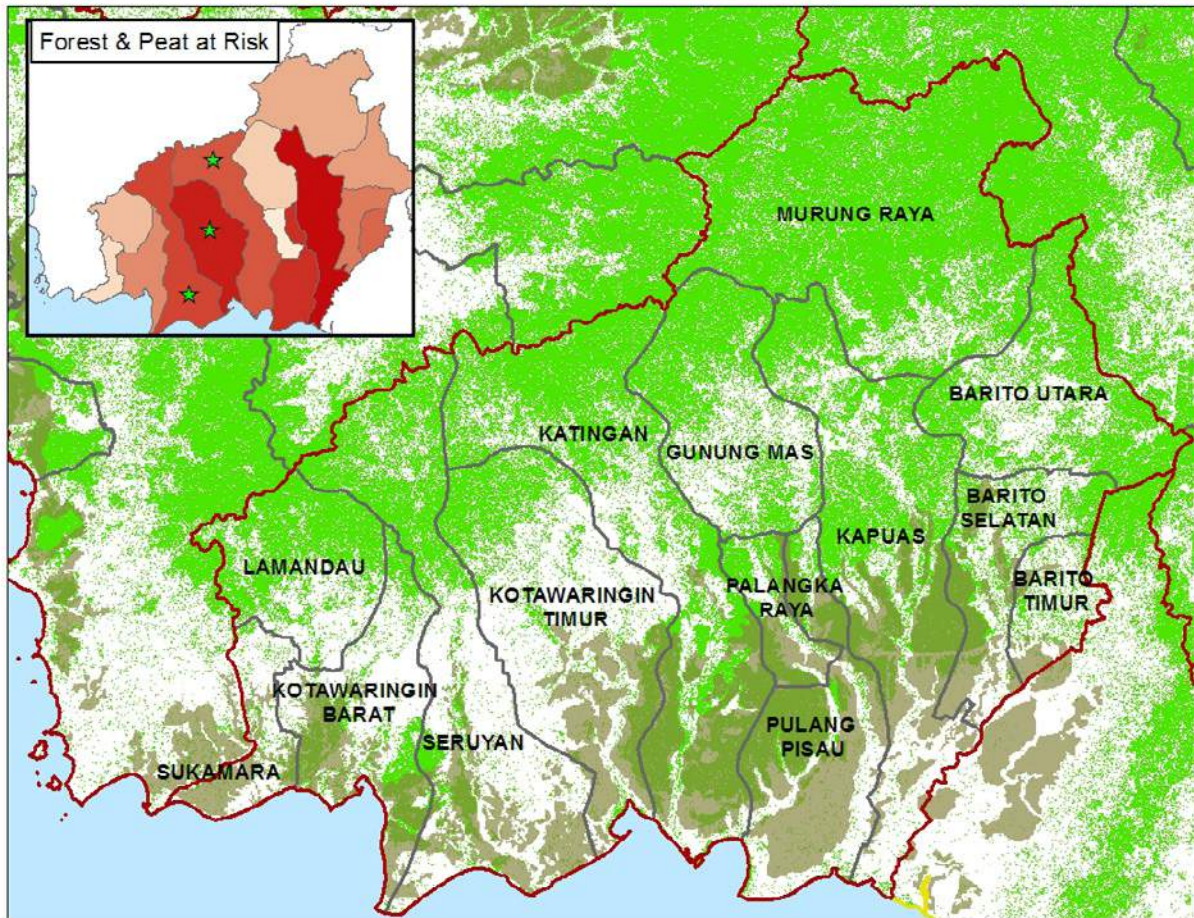 Forest & Peat at Risk
MURUNG RAYA
BARITO UTARA
KATINGAN
GUNUNG MAS
BARITO
SELATAN
KAPUAS
LAMANDAU
PALANGKA
RAYA
BARITO
TIMUR
KOTAWARINGIN
TIMUR
KOTAWARINGIN
BARAT
PULANG
PISAU
SERUYAN
SUKAMARA